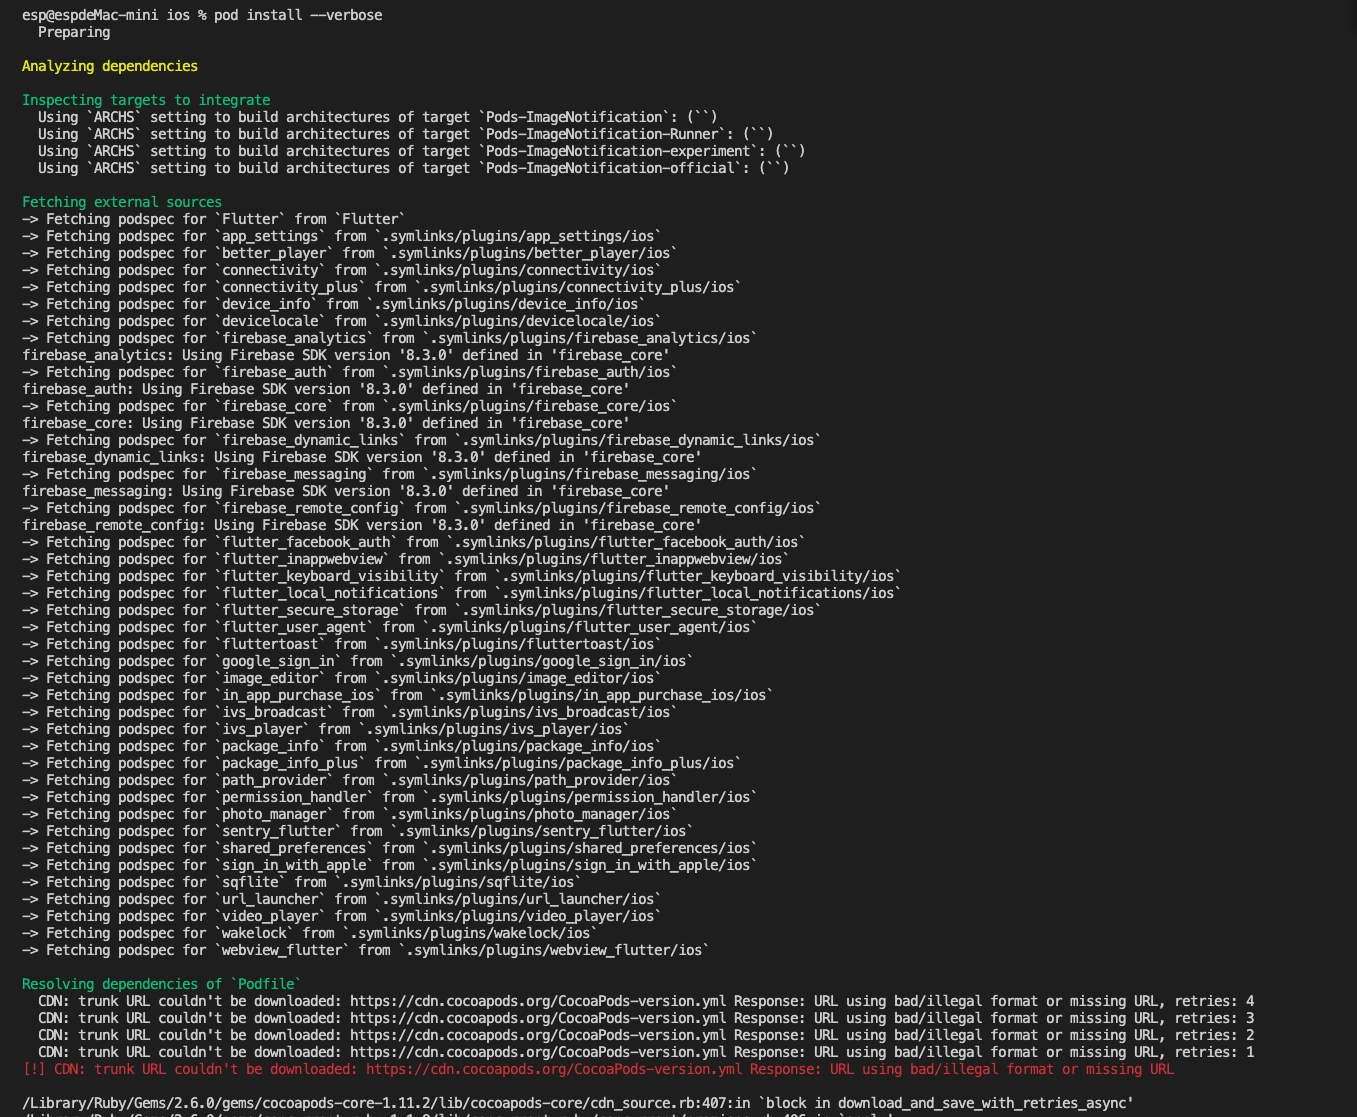 esp@espdeMac-mini ios % pod install --verbose
Preparing
Analyzing dependencies
Inspecting targets to integrate
Using `ARCHS` setting to build architectures of target `Pods-ImageNotification`: (``)
Using `ARCHS` setting to build architectures of target `Pods-ImageNotification-Runner`: (``)
Using `ARCHS` setting to build architectures of target `Pods-ImageNotification-experiment`: (``)
Using `ARCHS` setting to build architectures of target `Pods-ImageNotification-official`: (``)
Fetching external sources
-> Fetching podspec for `Flutter` from `Flutter`
-> Fetching podspec for `app_settings` from `.symlinks/plugins/app_settings/ios`
-> Fetching podspec for `better_player` from `.symlinks/plugins/better_player/ios`
-> Fetching podspec for `connectivity` from `.symlinks/plugins/connectivity/ios`
-> Fetching podspec for `connectivity_plus` from `.symlinks/plugins/connectivity_plus/ios`
-> Fetching podspec for `device_info` from `.symlinks/plugins/device_info/ios`
-> Fetching podspec for `devicelocale` from `.symlinks/plugins/devicelocale/ios`
-> Fetching podspec for `firebase_analytics` from `.symlinks/plugins/firebase_analytics/ios`
firebase_analytics: Using Firebase SDK version '8.3.0' defined in 'firebase_core'
-> Fetching podspec for `firebase_auth` from `.symlinks/plugins/firebase_auth/ios`
firebase_auth: Using Firebase SDK version '8.3.0' defined in 'firebase_core'
-> Fetching podspec for `firebase_core` from `.symlinks/plugins/firebase_core/ios`
firebase_core: Using Firebase SDK version '8.3.0' defined in 'firebase_core'
-> Fetching podspec for `firebase_dynamic_links` from `.symlinks/plugins/firebase_dynamic_links/ios`
firebase_dynamic_links: Using Firebase SDK version '8.3.0' defined in 'firebase_core'
-> Fetching podspec for `firebase_messaging` from `.symlinks/plugins/firebase_messaging/ios`
firebase_messaging: Using Firebase SDK version '8.3.0' defined in 'firebase_core'
-> Fetching podspec for `firebase_remote_config` from `.symlinks/plugins/firebase_remote_config/ios`
firebase_remote_config: Using Firebase SDK version '8.3.0' defined in 'firebase_core'
-> Fetching podspec for `flutter_facebook_auth` from `.symlinks/plugins/flutter_facebook_auth/ios`
-> Fetching podspec for `flutter_inappwebview` from `.symlinks/plugins/flutter_inappwebview/ios`
-> Fetching podspec for `flutter_keyboard_visibility` from `.symlinks/plugins/flutter_keyboard_visibility/ios`
-> Fetching podspec for `flutter_local_notifications` from `.symlinks/plugins/flutter_local_notifications/ios`
-> Fetching podspec for `flutter_secure_storage` from `.symlinks/plugins/flutter_secure_storage/ios`
-> Fetching podspec for `flutter_user_agent` from `.symlinks/plugins/flutter_user_agent/ios`
-> Fetching podspec for `fluttertoast` from `.symlinks/plugins/fluttertoast/ios`
-> Fetching podspec for `google_sign_in` from `.symlinks/plugins/google_sign_in/ios`
-> Fetching podspec for `image_editor` from `.symlinks/plugins/image_editor/ios`
-> Fetching podspec for `in_app_purchase_ios` from `.symlinks/plugins/in_app_purchase_ios/ios`
-> Fetching podspec for `ivs_broadcast` from `.symlinks/plugins/ivs_broadcast/ios`
-> Fetching podspec for `ivs_player` from `.symlinks/plugins/ivs_player/ios`
-> Fetching podspec for `package_info` from `.symlinks/plugins/package_info/ios`
-> Fetching podspec for `package_info_plus` from `.symlinks/plugins/package_info_plus/ios`
-> Fetching podspec for `path_provider` from `.symlinks/plugins/path_provider/ios`
-> Fetching podspec for `permission_handler` from `.symlinks/plugins/permission_handler/ios`
-> Fetching podspec for `photo_manager` from `.symlinks/plugins/photo_manager/ios`
-> Fetching podspec for `sentry_flutter` from `.symlinks/plugins/sentry_flutter/ios`
-> Fetching podspec for `shared_preferences` from `.symlinks/plugins/shared_preferences/ios`
-> Fetching podspec for `sign_in_with_apple` from `.symlinks/plugins/sign_in_with_apple/ios`
-> Fetching podspec for `sqflite` from `.symlinks/plugins/sqflite/ios`
-> Fetching podspec for `url_launcher` from `.symlinks/plugins/url_launcher/ios`
-> Fetching podspec for `video_player` from `.symlinks/plugins/video_player/ios`
-> Fetching podspec for `wakelock` from `.symlinks/plugins/wakelock/ios`
-> Fetching podspec for `webview_flutter` from `.symlinks/plugins/webview_flutter/ios`
Resolving dependencies of `Podfile`
CDN: trunk URL couldn't be downloaded: https://cdn.cocoapods.org/CocoaPods-version.yml Response: URL using bad/illegal format or missing URL, retries: 4
CDN: trunk URL couldn't be downloaded: https://cdn.cocoapods.org/CocoaPods-version.yml Response: URL using bad/illegal format or missing URL, retries: 3
CDN: trunk URL couldn't be downloaded: https://cdn.cocoapods.org/CocoaPods-version.yml Response: URL using bad/illegal format or missing URL, retries: 2
CDN: trunk URL couldn't be downloaded: https://cdn.cocoapods.org/CocoaPods-version.yml Response: URL using bad/illegal format or missing URL, retries: 1
[!] CDN: trunk URL couldn't be downloaded: https://cdn.cocoapods.org/CocoaPods-version.yml Response: URL using bad/illegal format or missing URL
/Library/Ruby/Gems/2.6.0/gems/cocoapods-core-1.11.2/lib/cocoapods-core/cdn_source.rb:407:in `block in download_and_save_with_retries_async'